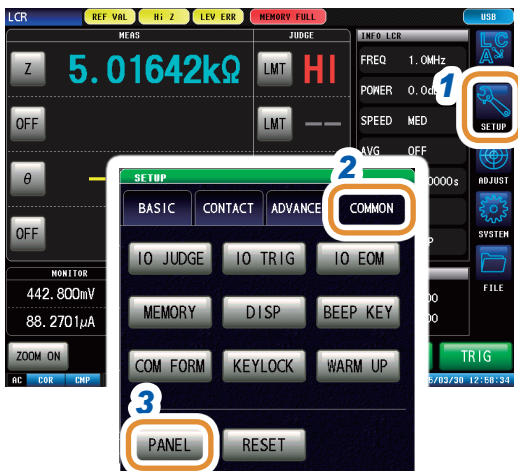 LCR REF VAL Hi Z LEV ERR MEMORY FULL USB
MEAS JUDGE INFO LCR LC
FREQ 1.0MHz
Z 5.01642kΩ LMT HI
POWER 0.0d
1
OFF LMT -- SPEED MED SETUP
AVG OFF
2
θ 0000s ADJUST
SETUP
BASIC CONTACT ADVANCE COMMON
OFF P SYSTEM
IO JUDGE IO TRIG IO EOM
MONITOR
442.800mV 00 FILE
MEMORY DISP BEEP KEY
88.2701μA 00
ZOOM ON COM FORM KEYLOCK WARM UP TRIG
AC COR CMP /03/30 12:58:34
3
PANEL RESET